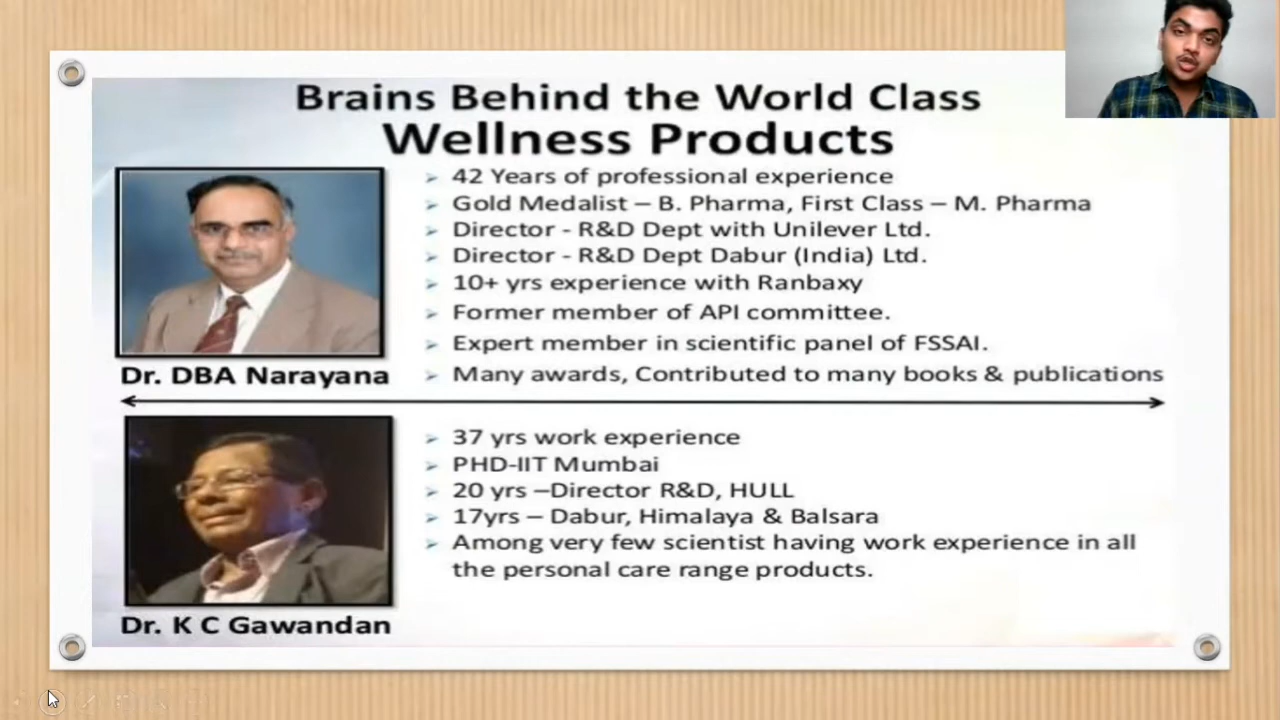 Brains Behind the World Class
Wellness Products
42 Years of professional experience
Gold Medalist – B. Pharma, First Class – M. Pharma
Director - R&D Dept with Unilever Ltd.
Director - R&D Dept Dabur (India) Ltd.
10+ yrs experience with Ranbaxy
Former member of API committee.
Expert member in scientific panel of FSSAI.
Many awards, Contributed to many books & publications
Dr. DBA Narayana
37 yrs work experience
PHD-IIT Mumbai
20 yrs –Director R&D, HULL
17yrs – Dabur, Himalaya & Balsara
Among very few scientist having work experience in all
the personal care range products.
Dr. K C Gawandan